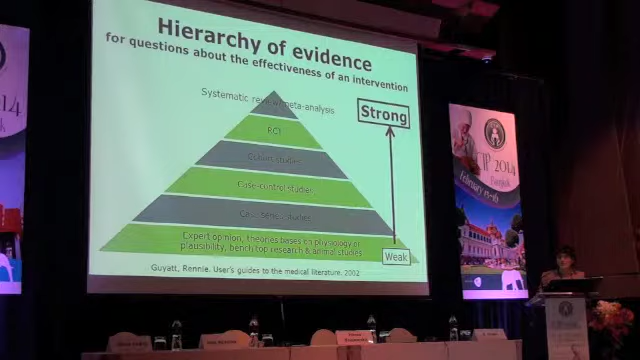 Hierarchy of evidence
for questions about the effectiveness of an intervention
Systematic review/meta-analysis
Strong
RCT
Cohort studies
Case-control studies
Case series studies
Expert opinion, theories based on physiology or
plausibility, bench top research & animal studies
Weak
Guyatt, Rennie. User's guides to the medical literature. 2002
2014
February